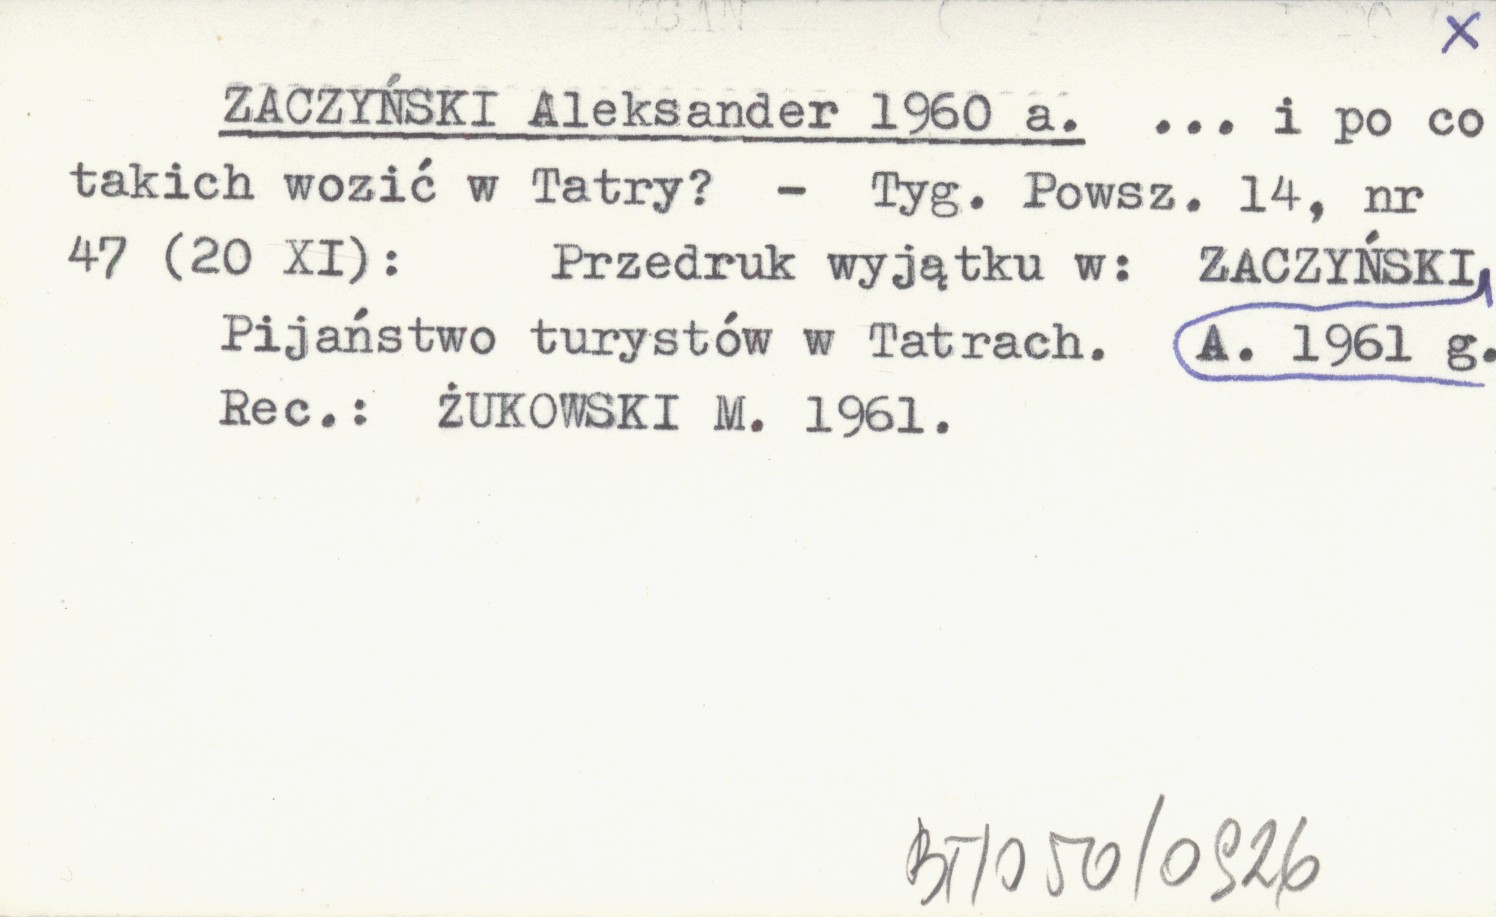 x
ZACZYŃSKI Aleksander 1960 a. ... i po co
takich wozić w Tatry? - Tyg. Powsz. 14, nr
47 (20 XI): Przedruk wyjątku w: ZACZYŃSKI
Pijaństwo turystów w Tatrach. A. 1961 g.
Rec.: ŻUKOWSKI M. 1961.
BT/050/0926